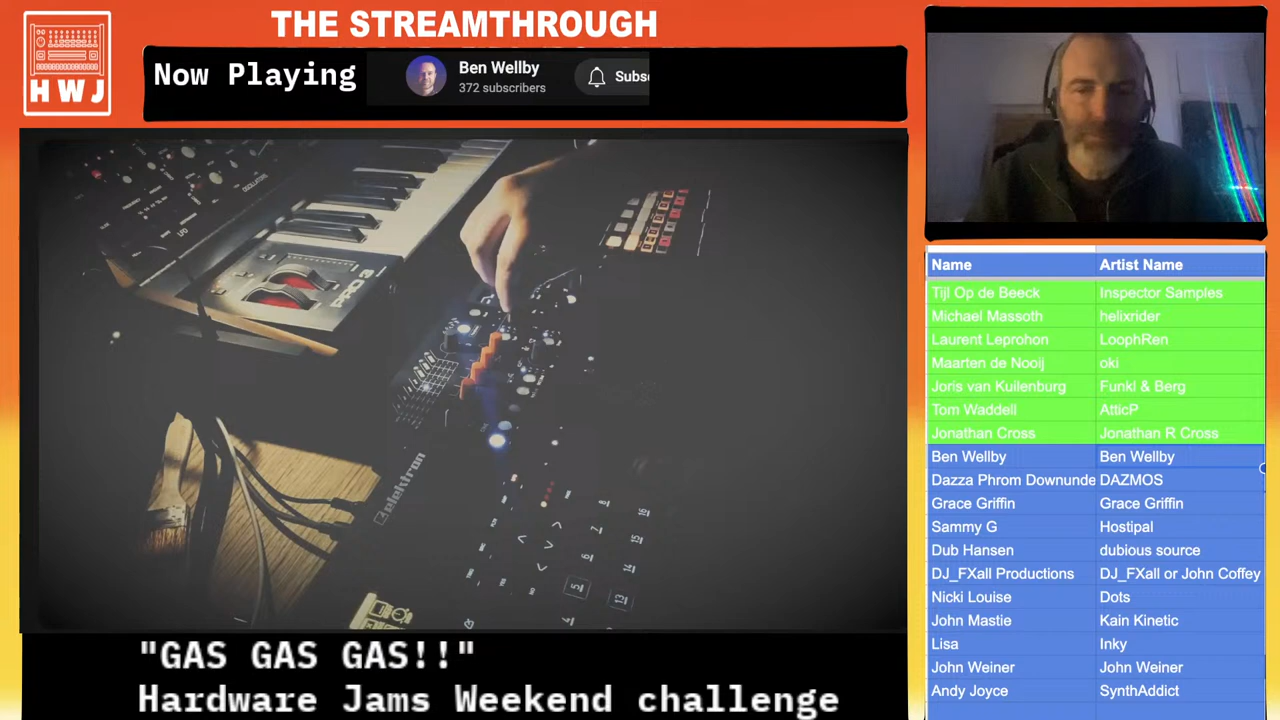 THE STREAMTHROUGH
HWJ
Now Playing
Ben Wellby
372 subscribers
Subs
PRO 3
elektron
"GAS GAS GAS!!"
Hardware Jams Weekend challenge
Name Artist Name
Tijl Op de Beeck Inspector Samples
Michael Massoth helixrider
Laurent Leprohon LoophRen
Maarten de Nooij oki
Joris van Kuilenburg Funkl & Berg
Tom Waddell AtticP
Jonathan Cross Jonathan R Cross
Ben Wellby Ben Wellby
Dazza Phrom Downunde DAZMOS
Grace Griffin Grace Griffin
Sammy G Hostipal
Dub Hansen dubious source
DJ_FXall Productions DJ_FXall or John Coffey
Nicki Louise Dots
John Mastie Kain Kinetic
Lisa Inky
John Weiner John Weiner
Andy Joyce SynthAddict